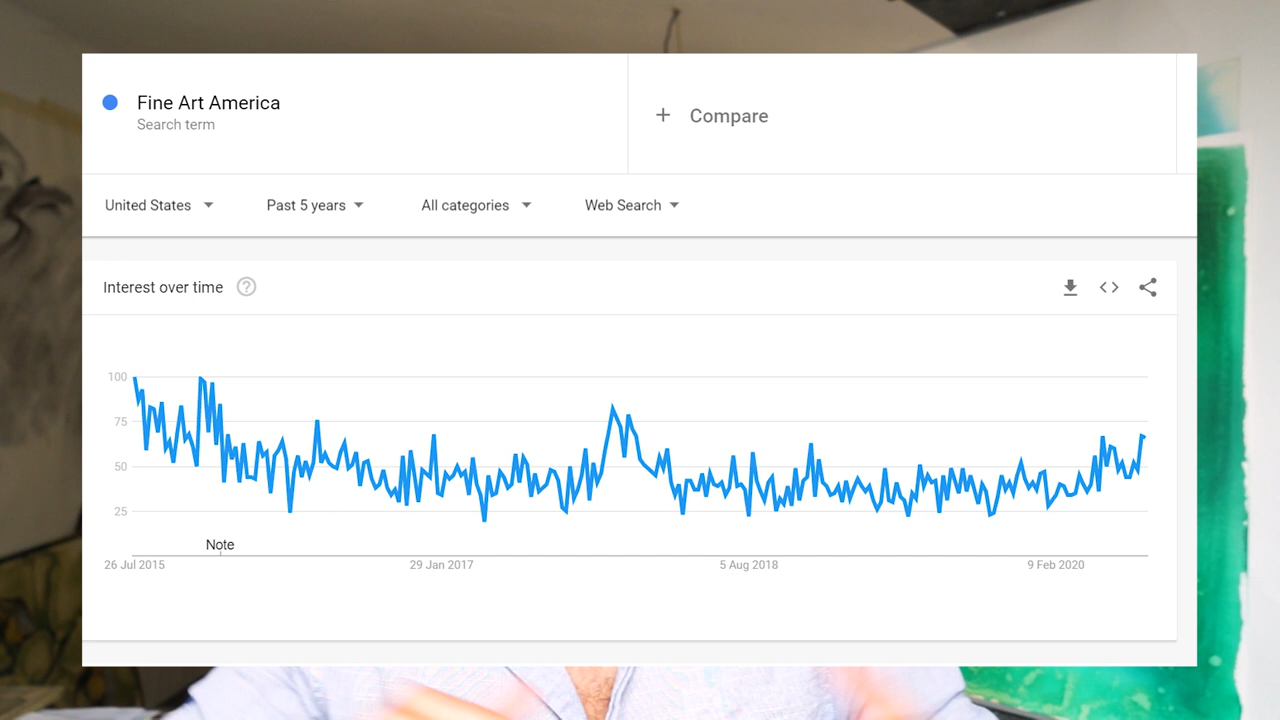 Fine Art America
Search term
+ Compare
United States
Past 5 years
All categories
Web Search
Interest over time
?
100
75
50
25
Note
26 Jul 2015
29 Jan 2017
5 Aug 2018
9 Feb 2020